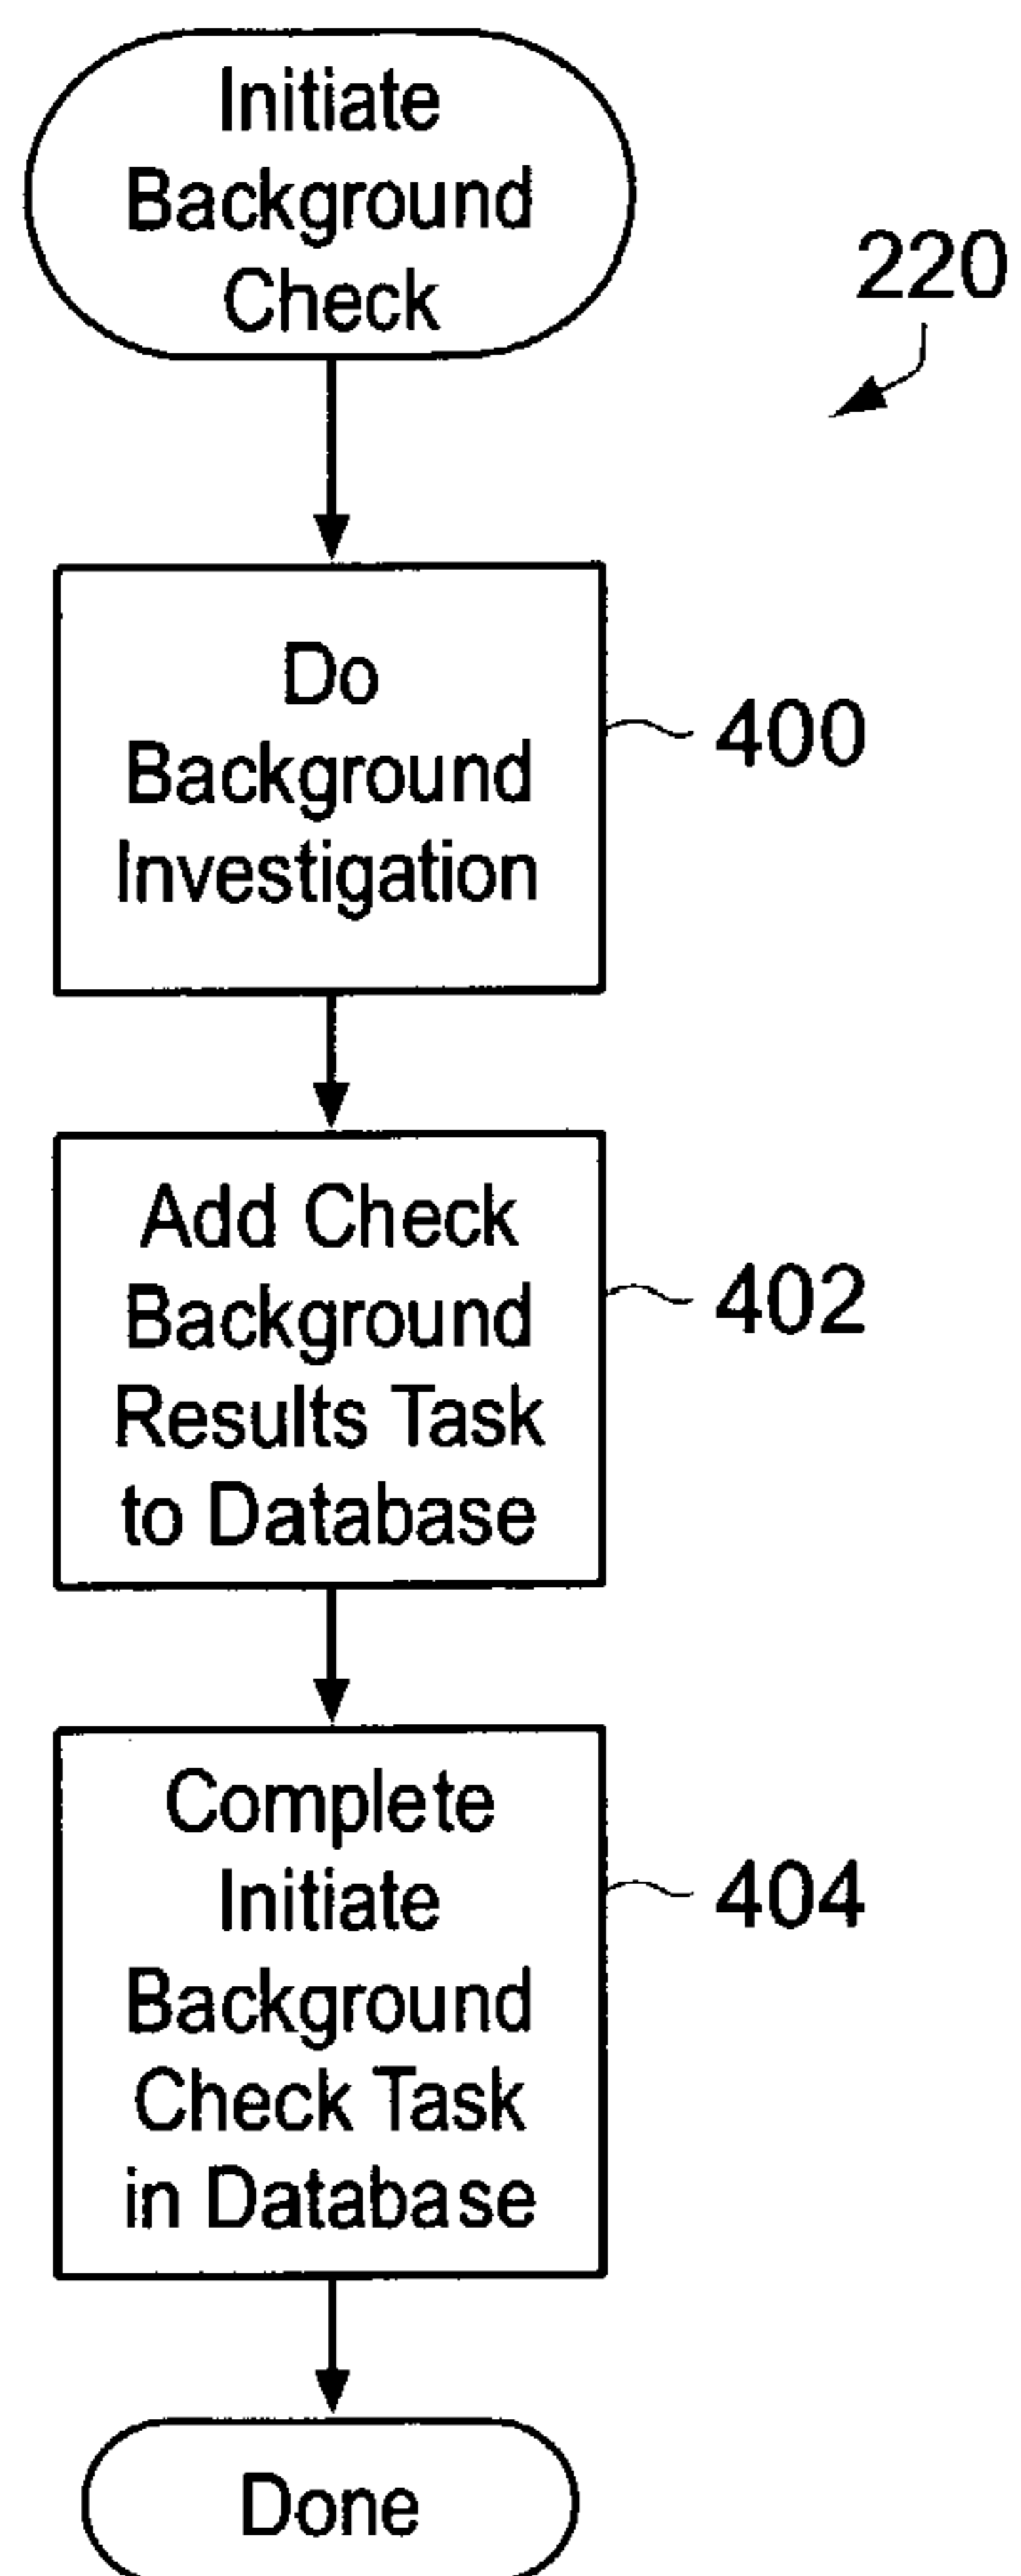 Initiate
Background
Check
220
Do
Background
Investigation
400
Add Check
Background
Results Task
to Database
402
Complete
Initiate
Background
Check Task
in Database
404
Done